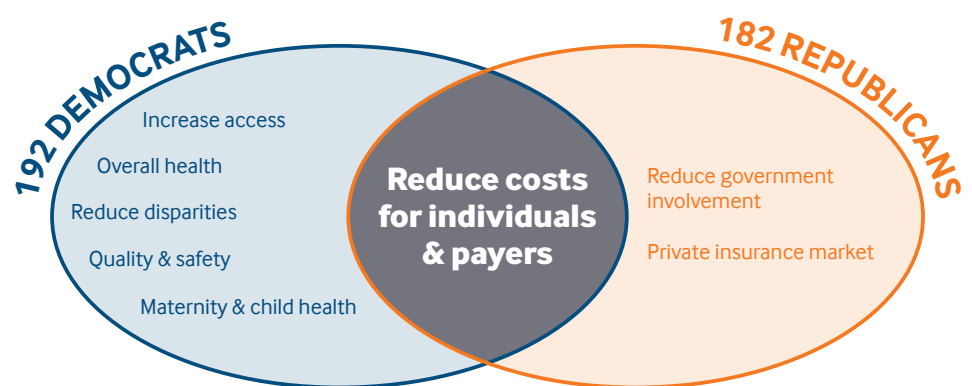 192 DEMOCRATS
182 REPUBLICANS
Increase access
Overall health
Reduce disparities
Quality & safety
Maternity & child health
Reduce costs
for individuals
& payers
Reduce government
involvement
Private insurance market